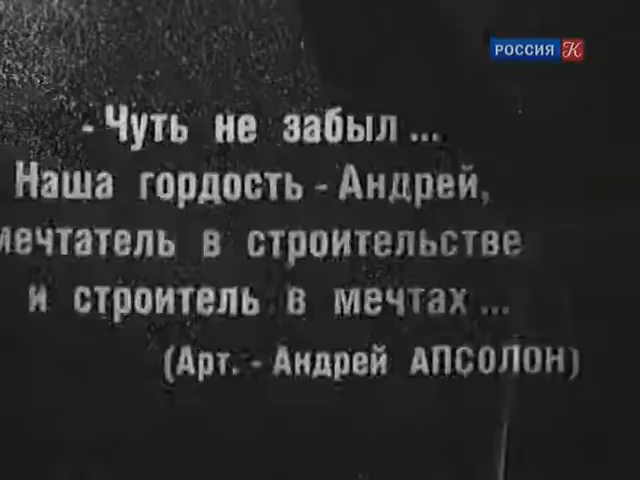 РОССИЯ К
- Чуть не забыл ...
Наша гордость - Андрей,
мечтатель в строительстве
и строитель в мечтах ...
(Арт. - Андрей АПСОЛОН)